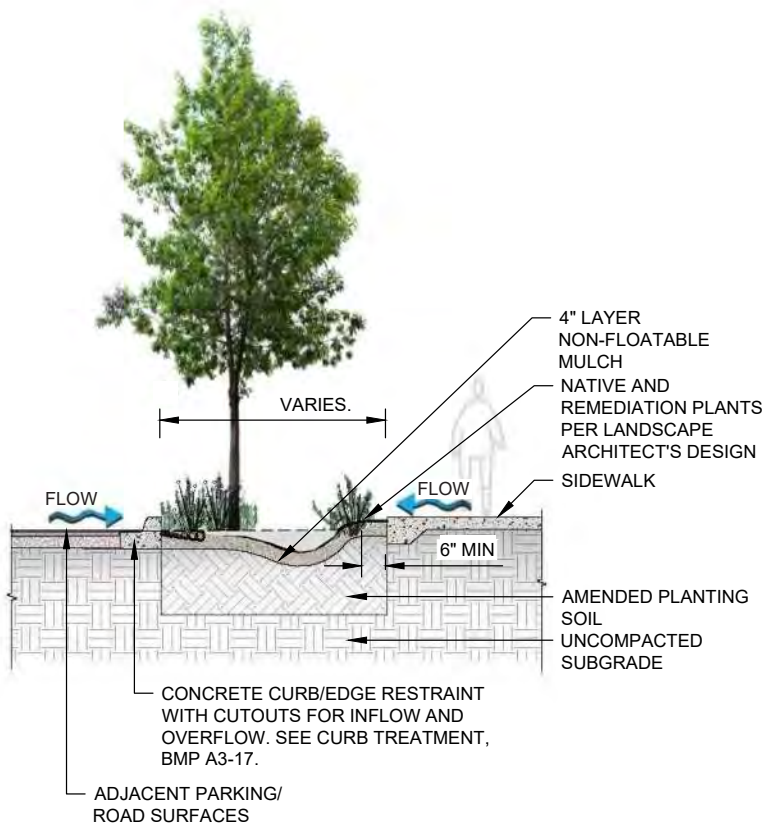 4" LAYER
NON-FLOATABLE
MULCH
VARIES.
NATIVE AND
REMEDIATION PLANTS
PER LANDSCAPE
ARCHITECT'S DESIGN
SIDEWALK
FLOW
FLOW
6" MIN
AMENDED PLANTING
SOIL
UNCOMPACTED
SUBGRADE
CONCRETE CURB/EDGE RESTRAINT
WITH CUTOUTS FOR INFLOW AND
OVERFLOW. SEE CURB TREATMENT,
BMP A3-17.
ADJACENT PARKING/
ROAD SURFACES